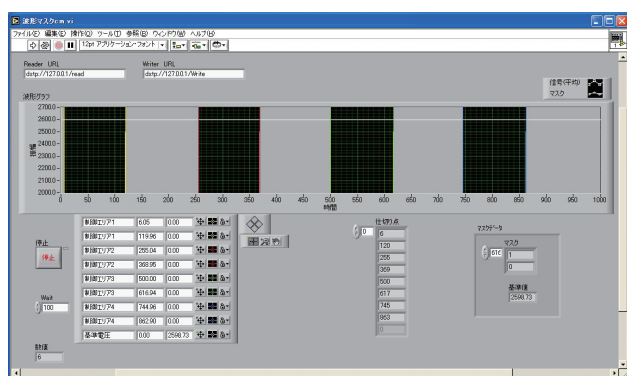 波形マスクcm.vi
ファイル(F) 編集(E) 操作(O) ツール(T) 参照(B) ウィンドウ(W) ヘルプ(H)
12pt アプリケーションフォント
Reader URL
dstp://127.0.0.1/read
Writer URL
dstp://127.0.0.1/Write
信号(平均)
マスク
波形グラフ
2700.0
2600.0
2500.0
2400.0
2300.0
2200.0
2100.0
2000.0
振幅
0 50 100 150 200 250 300 350 400 450 500 550 600 650 700 750 800 850 900 950 1000
時間
停止
停止
Wait
100
数値
6
制御エリア1 6.05 0.00
制御エリア1 119.96 0.00
制御エリア2 255.04 0.00
制御エリア2 368.95 0.00
制御エリア3 500.00 0.00
制御エリア3 616.94 0.00
制御エリア4 744.96 0.00
制御エリア4 862.90 0.00
基準電圧 0.00 2598.73
仕切り点
0
6
120
255
369
500
617
745
863
0
マスクデータ
マスク
616
1
0
基準値
2598.73